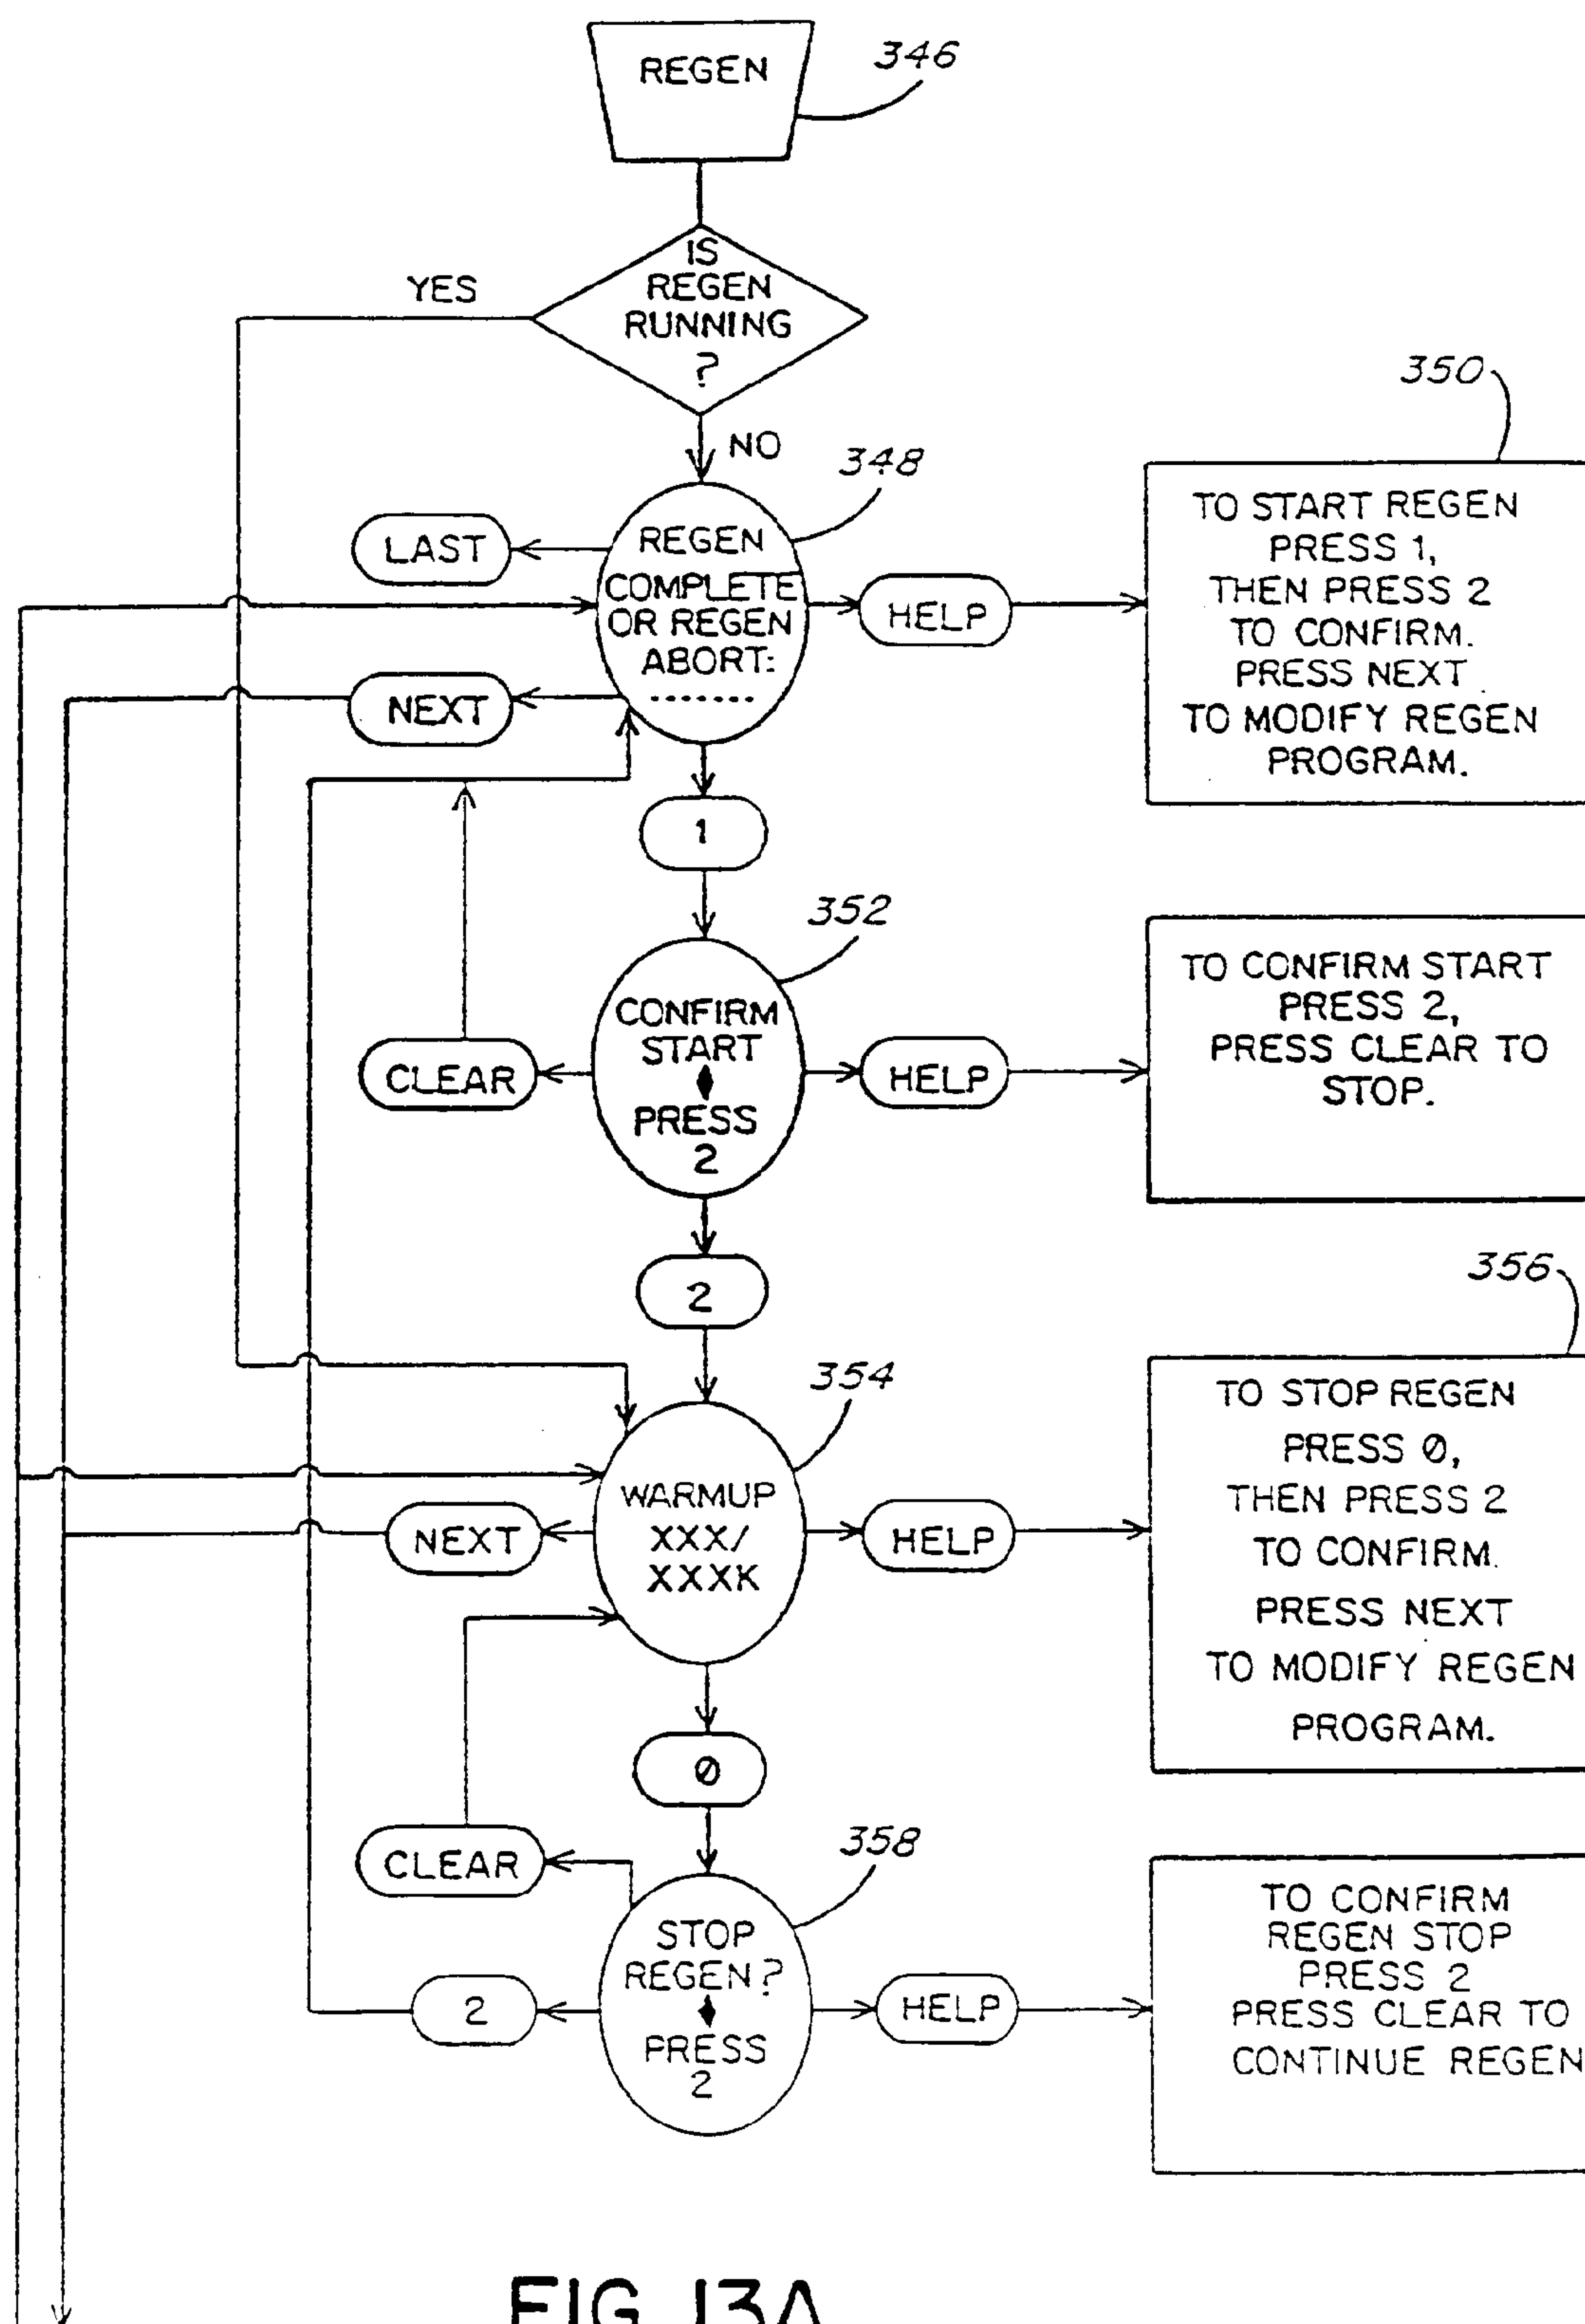 REGEN
346
IS
REGEN
RUNNING
?
YES
NO
348
350
LAST
REGEN
COMPLETE
OR REGEN
ABORT:
-------
HELP
NEXT
TO START REGEN
PRESS 1,
THEN PRESS 2
TO CONFIRM.
PRESS NEXT
TO MODIFY REGEN
PROGRAM.
1
352
CONFIRM
START
PRESS
2
CLEAR
HELP
TO CONFIRM START
PRESS 2,
PRESS CLEAR TO
STOP.
2
354
356
WARMUP
XXX/
XXXK
NEXT
HELP
TO STOP REGEN
PRESS 0,
THEN PRESS 2
TO CONFIRM.
PRESS NEXT
TO MODIFY REGEN
PROGRAM.
0
358
CLEAR
STOP
REGEN?
PRESS
2
2
HELP
TO CONFIRM
REGEN STOP
PRESS 2
PRESS CLEAR TO
CONTINUE REGEN
FIG. 13A